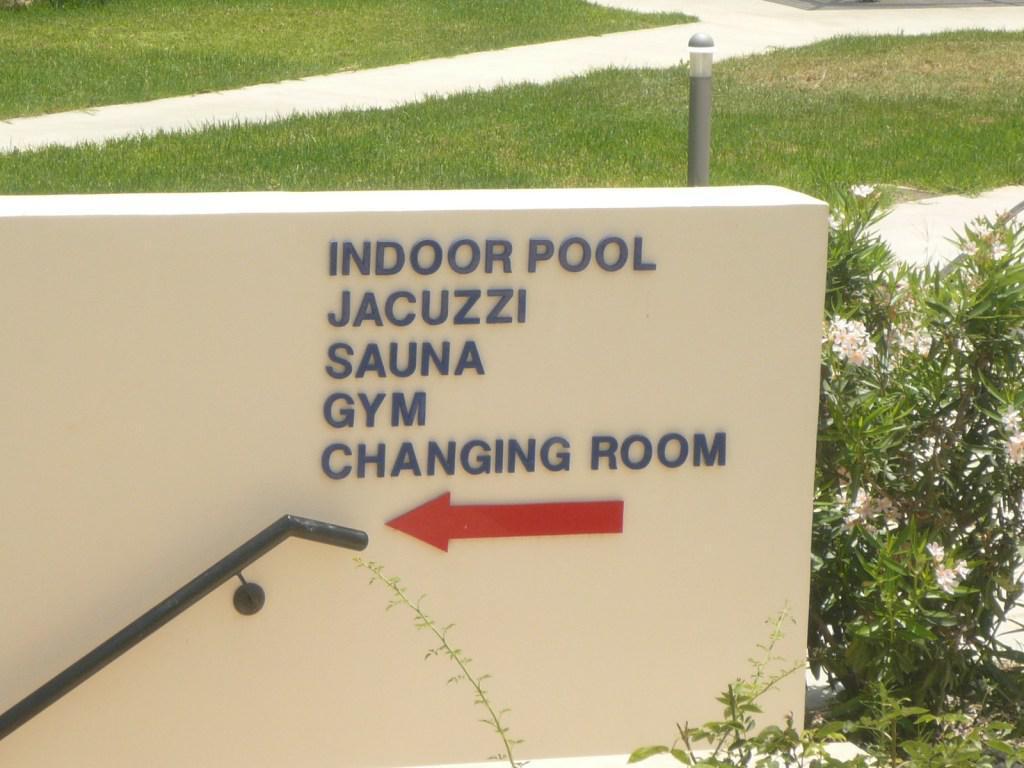 INDOOR POOL
JACUZZI
SAUNA
GYM
CHANGING ROOM